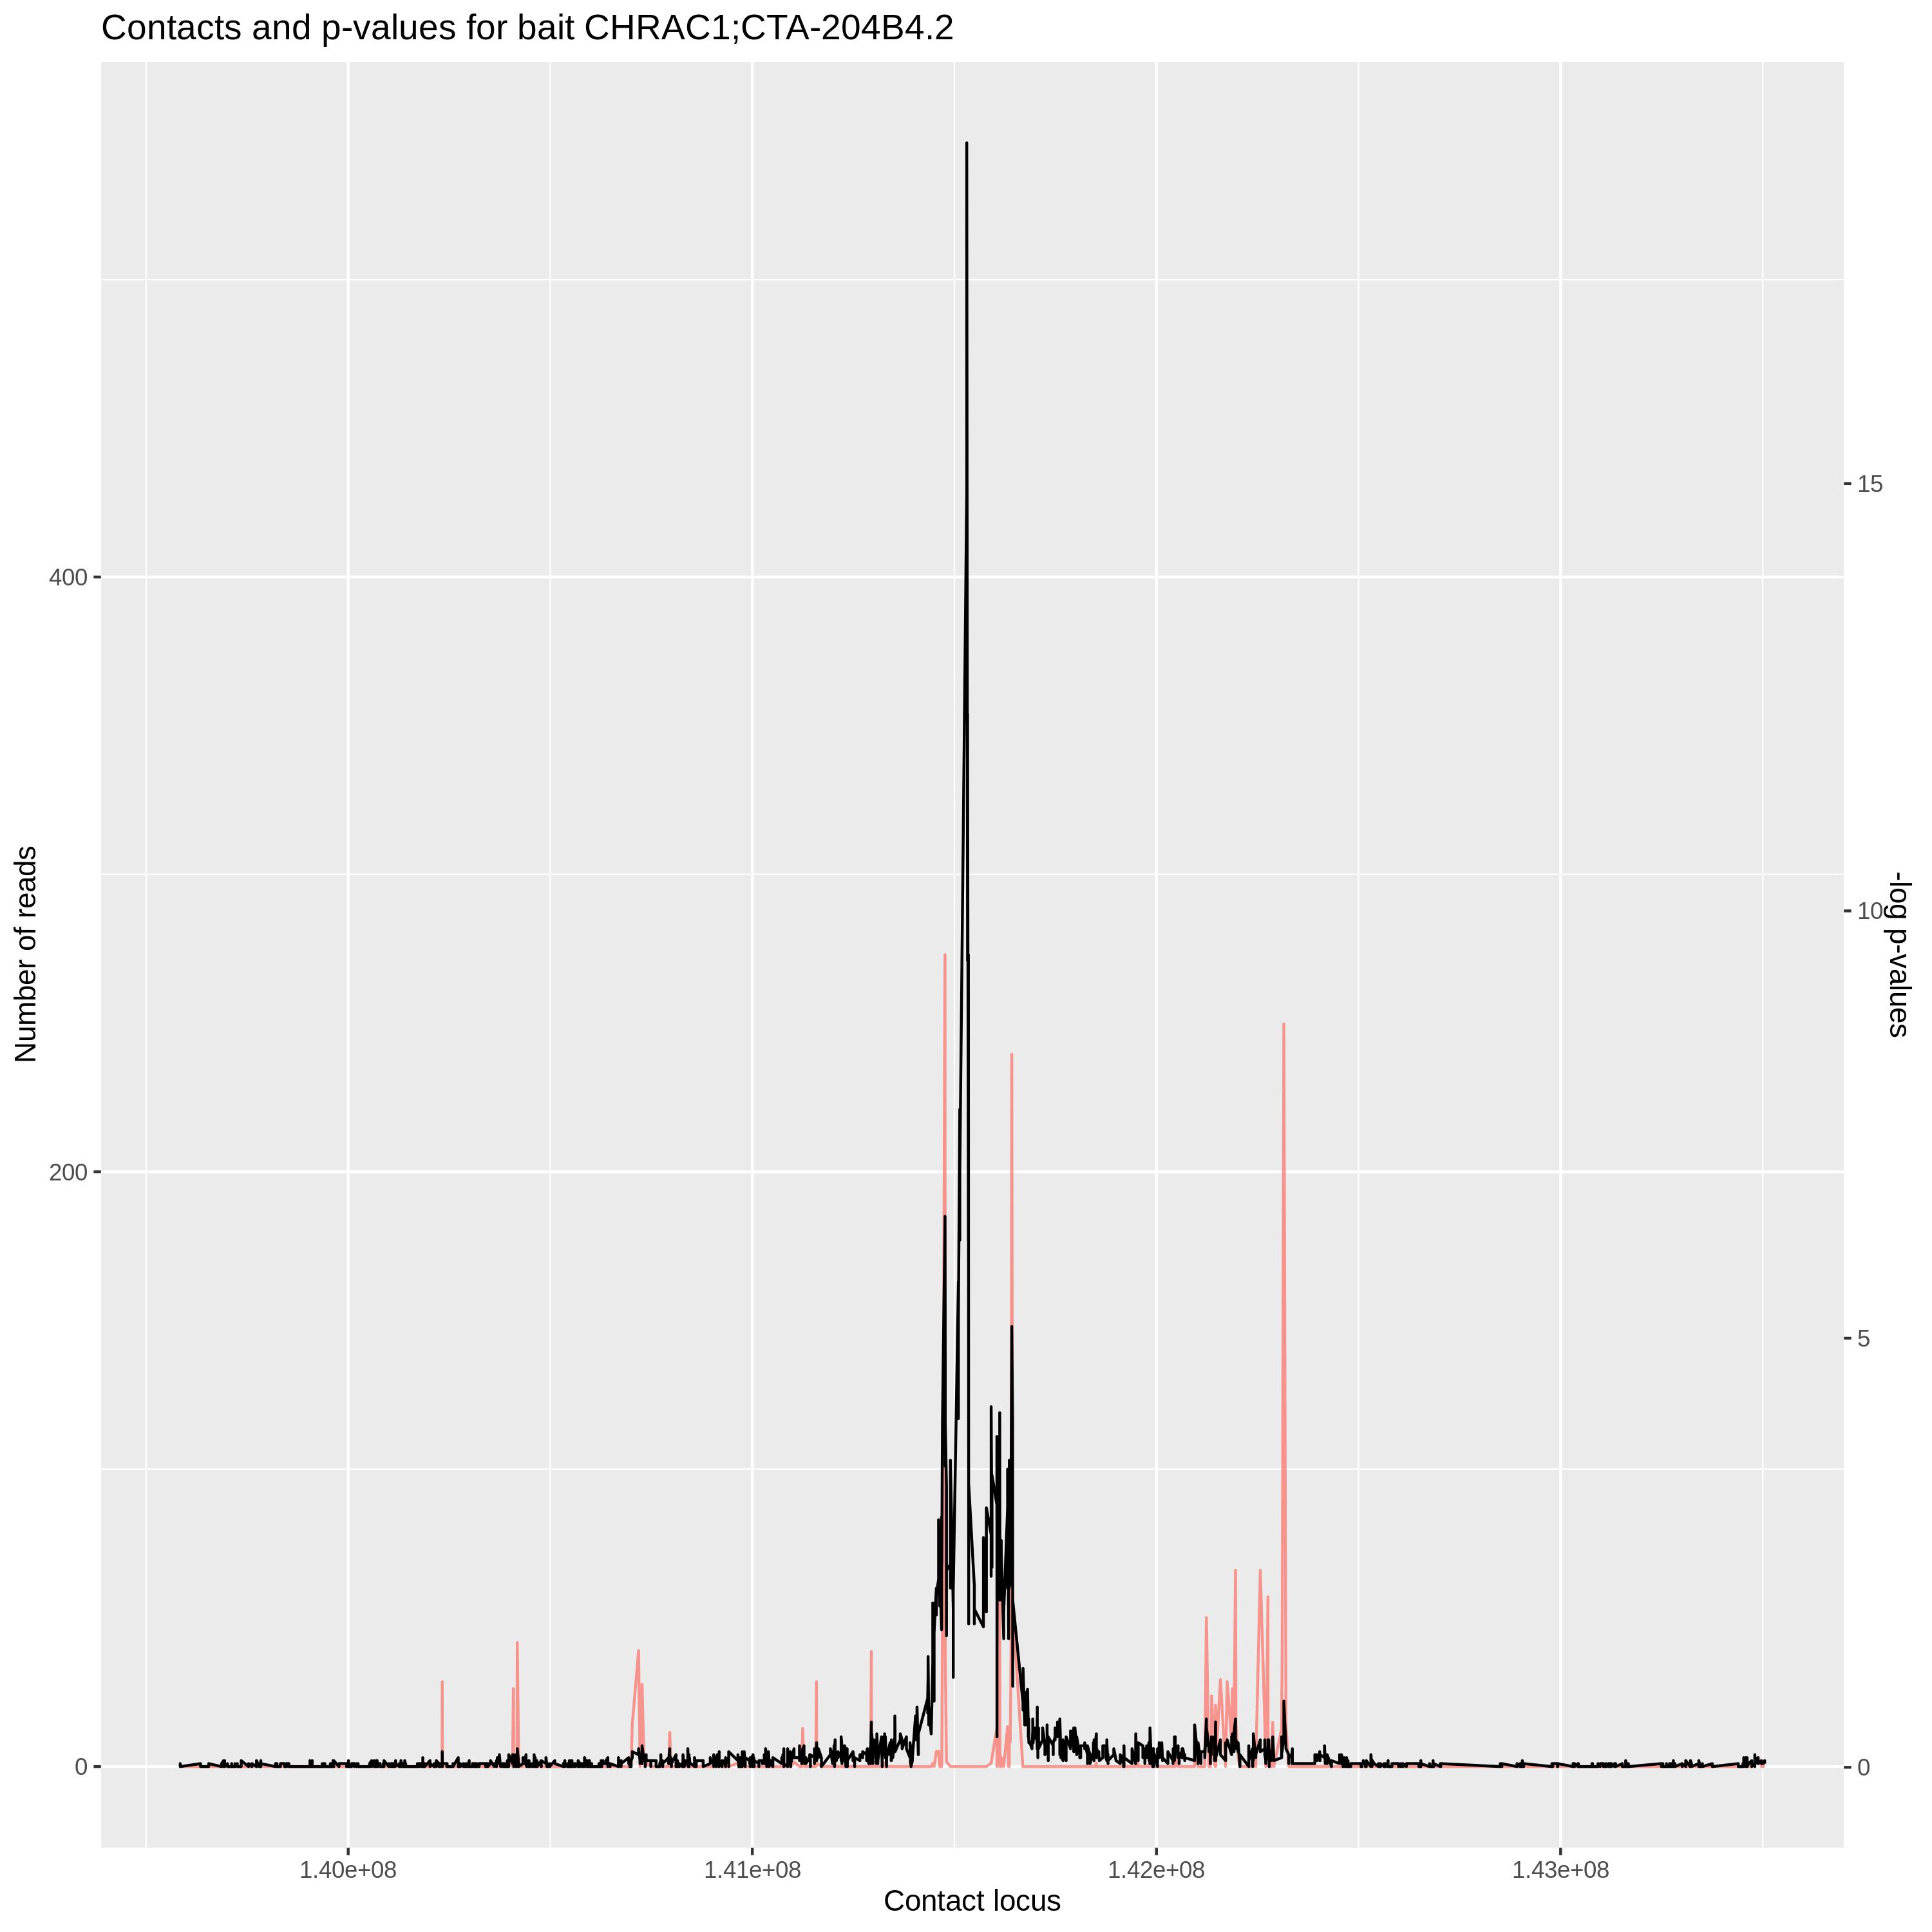 Contacts and p-values for bait CHRAC1;CTA-204B4.2
Number of reads
400
200
0
15
10
5
0
-log p-values
1.40e+08
1.41e+08
1.42e+08
1.43e+08
Contact locus